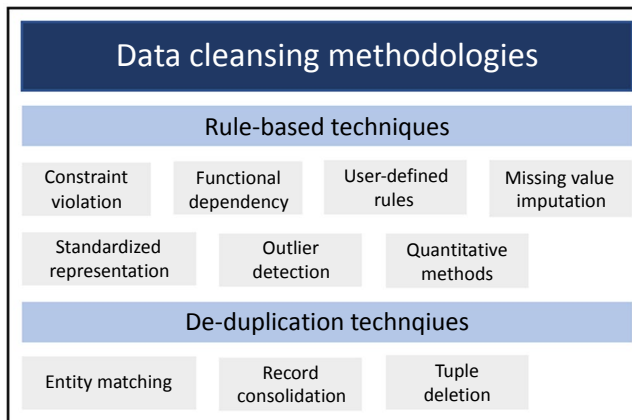 Data cleansing methodologies
Rule-based techniques
Constraint
violation
Functional
dependency
User-defined
rules
Missing value
imputation
Standardized
representation
Outlier
detection
Quantitative
methods
De-duplication technqiues
Entity matching
Record
consolidation
Tuple
deletion